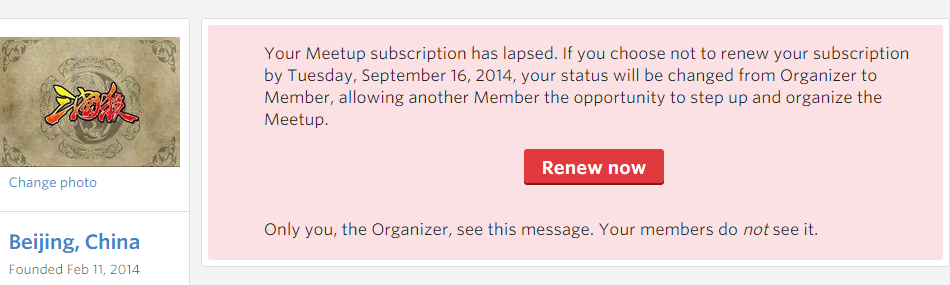 三国杀
Change photo
Beijing, China
Founded Feb 11, 2014
Your Meetup subscription has lapsed. If you choose not to renew your subscription
by Tuesday, September 16, 2014, your status will be changed from Organizer to
Member, allowing another Member the opportunity to step up and organize the
Meetup.
Renew now
Only you, the Organizer, see this message. Your members do not see it.